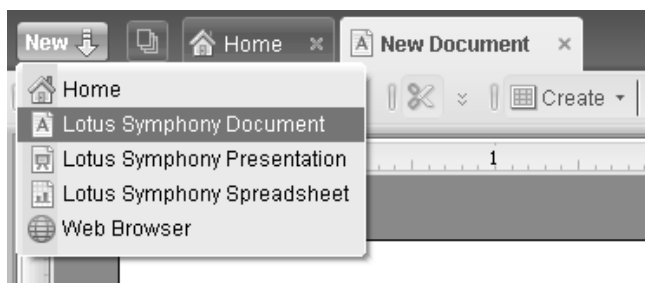 New Home New Document
Home
Create
Lotus Symphony Document
Lotus Symphony Presentation
1
Lotus Symphony Spreadsheet
Web Browser